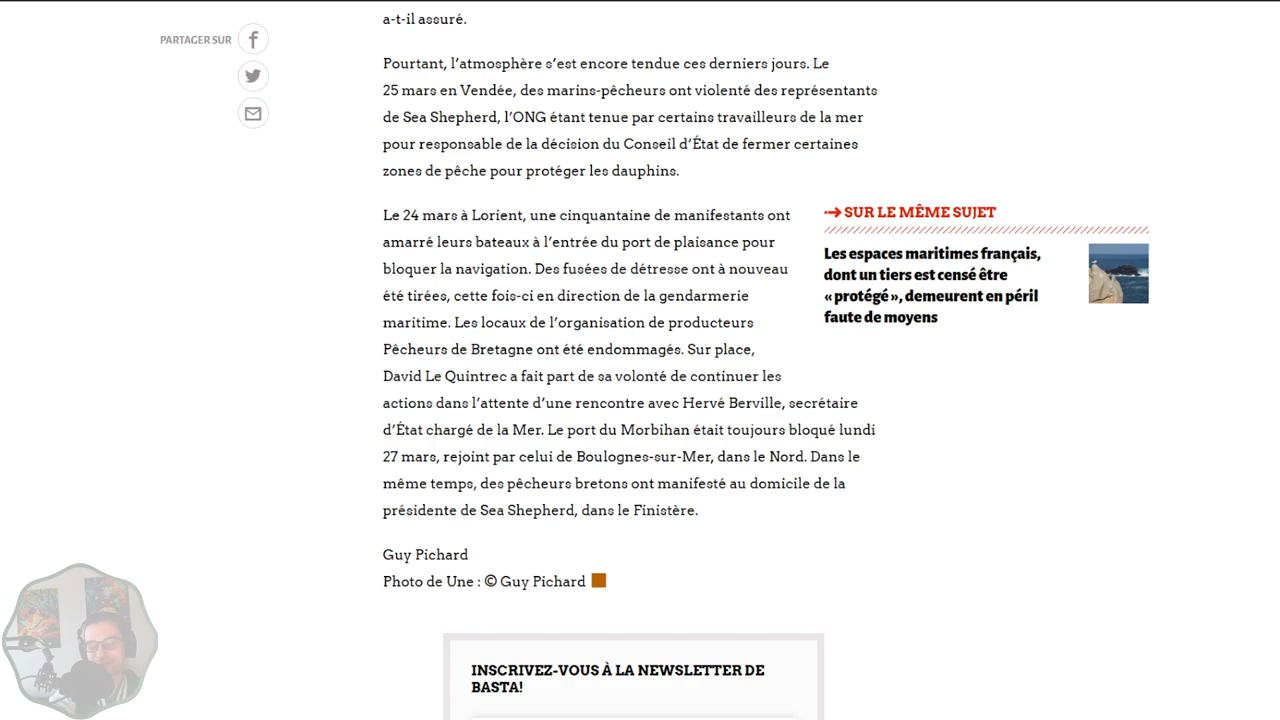 a-t-il assuré.
PARTAGER SUR
Pourtant, l’atmosphère s’est encore tendue ces derniers jours. Le
25 mars en Vendée, des marins-pêcheurs ont violenté des représentants
de Sea Shepherd, l’ONG étant tenue par certains travailleurs de la mer
pour responsable de la décision du Conseil d’État de fermer certaines
zones de pêche pour protéger les dauphins.
Le 24 mars à Lorient, une cinquantaine de manifestants ont
amarré leurs bateaux à l’entrée du port de plaisance pour
bloquer la navigation. Des fusées de détresse ont à nouveau
été tirées, cette fois-ci en direction de la gendarmerie
maritime. Les locaux de l’organisation de producteurs
Pêcheurs de Bretagne ont été endommagés. Sur place,
David Le Quintrec a fait part de sa volonté de continuer les
actions dans l’attente d’une rencontre avec Hervé Berville, secrétaire
d’État chargé de la Mer. Le port du Morbihan était toujours bloqué lundi
27 mars, rejoint par celui de Boulognes-sur-Mer, dans le Nord. Dans le
même temps, des pêcheurs bretons ont manifesté au domicile de la
présidente de Sea Shepherd, dans le Finistère.
SUR LE MÊME SUJET
Les espaces maritimes français,
dont un tiers est censé être
« protégé », demeurent en péril
faute de moyens
Guy Pichard
Photo de Une : © Guy Pichard
INSCRIVEZ-VOUS À LA NEWSLETTER DE
BASTA!